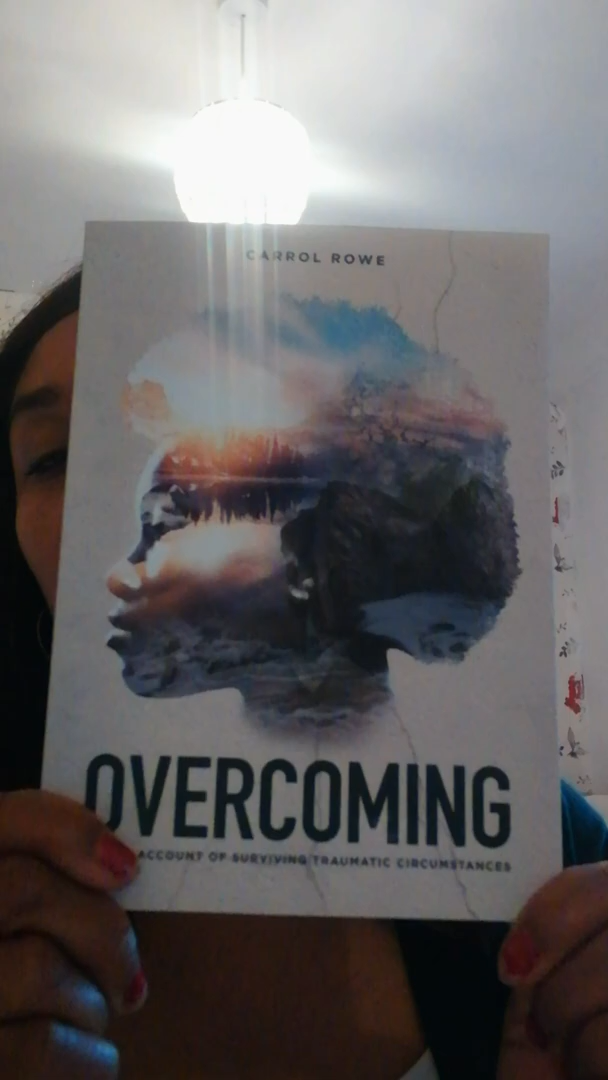 CARROL ROWE
OVERCOMING
ACCOUNT OF SURVIVING TRAUMATIC CIRCUMSTANCES